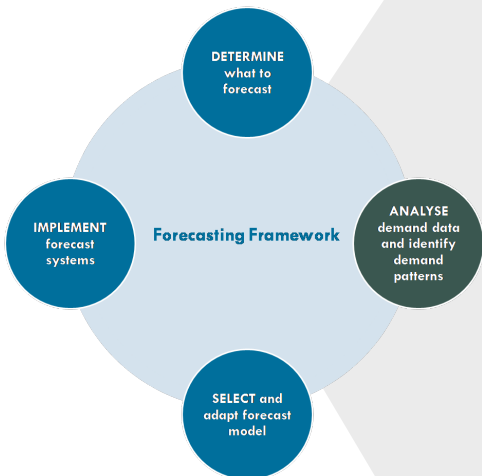 DETERMINE
what to
forecast
ANALYSE
demand data
and identify
demand
patterns
IMPLEMENT
forecast
systems
Forecasting Framework
SELECT and
adapt forecast
model